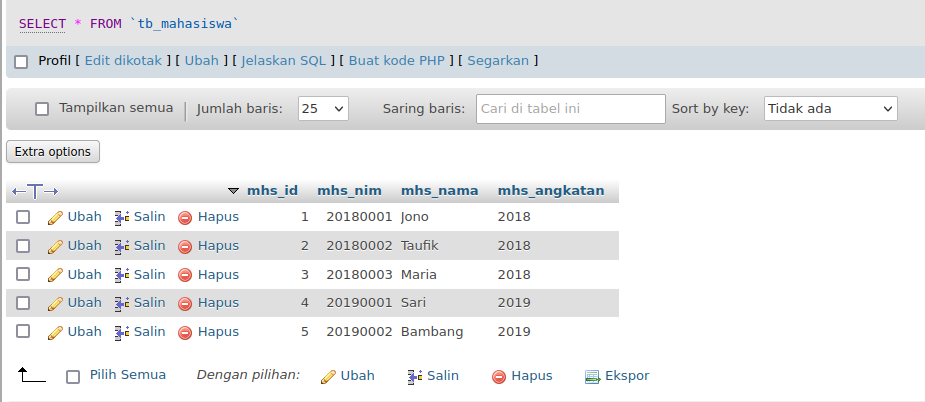 SELECT * FROM `tb_mahasiswa`
Profil [ Edit dikotak ] [ Ubah ] [ Jelaskan SQL ] [ Buat kode PHP ] [ Segarkan ]
Tampilkan semua | Jumlah baris: 25 Saring baris: Cari di tabel ini Sort by key: Tidak ada
Extra options
mhs_id mhs_nim mhs_nama mhs_angkatan
Ubah Salin Hapus 1 20180001 Jono 2018
Ubah Salin Hapus 2 20180002 Taufik 2018
Ubah Salin Hapus 3 20180003 Maria 2018
Ubah Salin Hapus 4 20190001 Sari 2019
Ubah Salin Hapus 5 20190002 Bambang 2019
Pilih Semua Dengan pilihan: Ubah Salin Hapus Ekspor